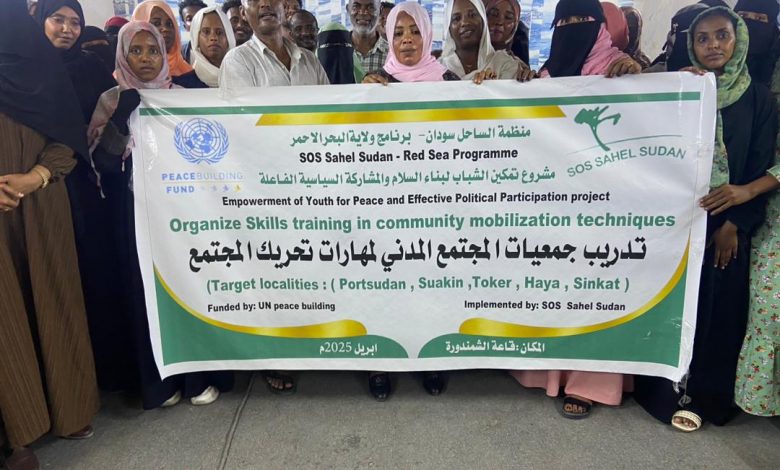 منظمة الساحل سودان- برنامج ولاية البحر الاحمر
SOS Sahel Sudan - Red Sea Programme
PEACEBUILDING
FUND
SOS SAHEL SUDAN
مشروع تمكين الشباب لبناء السلام والمشاركة السياسية الفاعلة
Empowerment of Youth for Peace and Effective Political Participation project
Organize Skills training in community mobilization techniques
تدريب جمعيات المجتمع المدني لمهارات تحريك المجتمع
(Target localities : ( Portsudan , Suakin ,Toker , Haya , Sinkat )
Funded by: UN peace building
Implemented by: SOS Sahel Sudan
المكان : قاعة الشمندورة
ابريل 2025م